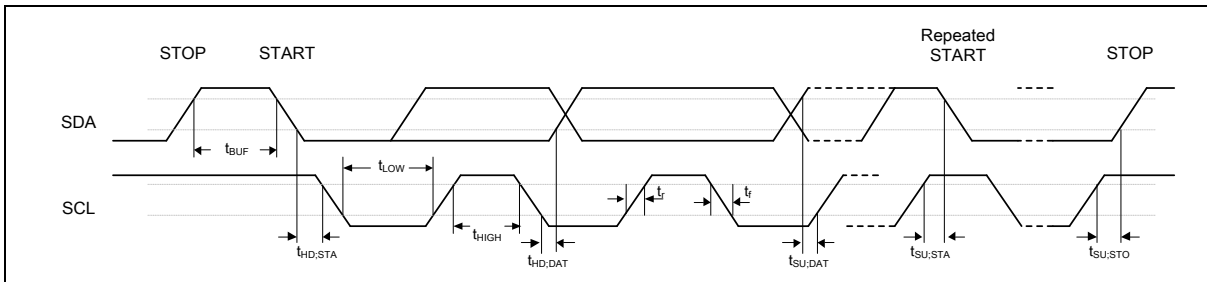 Repeated
STOP START START STOP
SDA
tBUF
tLOW
SCL
tr tf
tHIGH
tHD;STA tHD;DAT tSU;DAT tSU;STA tSU;STO